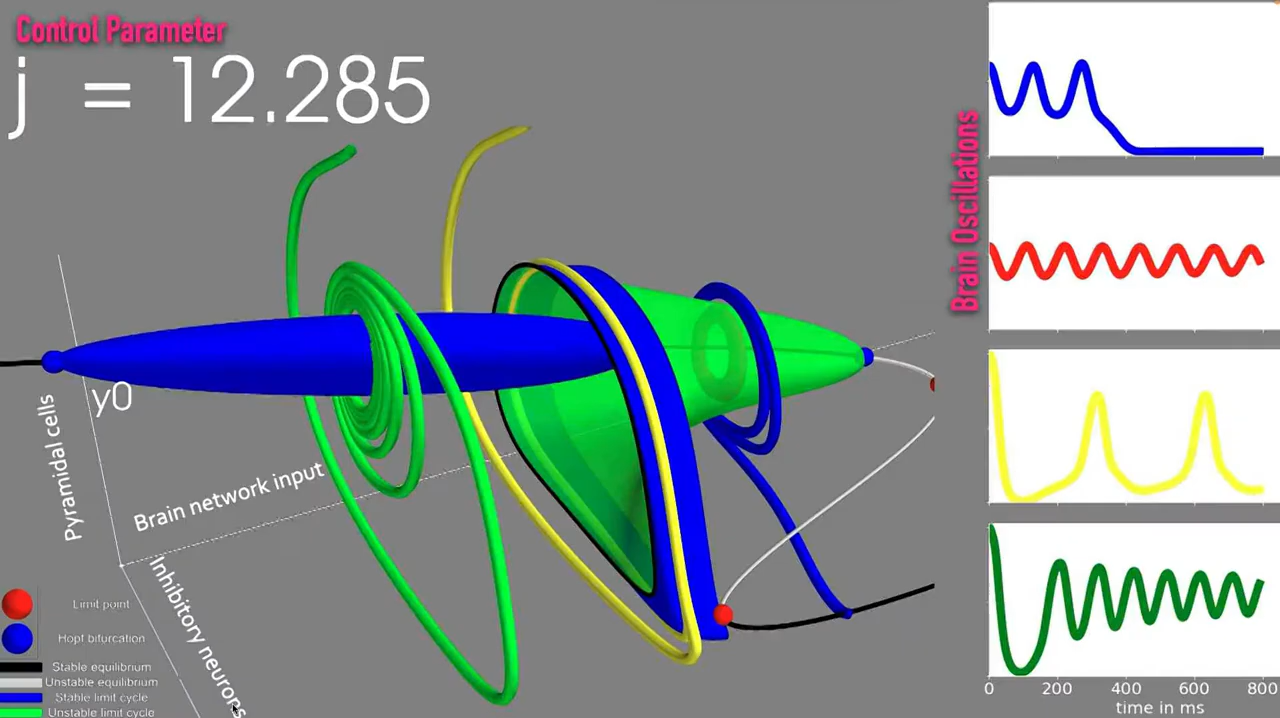 Control Parameter
j = 12.285
Brain Oscillations
y0
Pyramidal cells
Brain network input
Inhibitory neurons
Limit point
Hopf bifurcation
Stable equilibrium
Unstable equilibrium
Stable limit cycle
Unstable limit cycle
0 200 400 600 800
time in ms